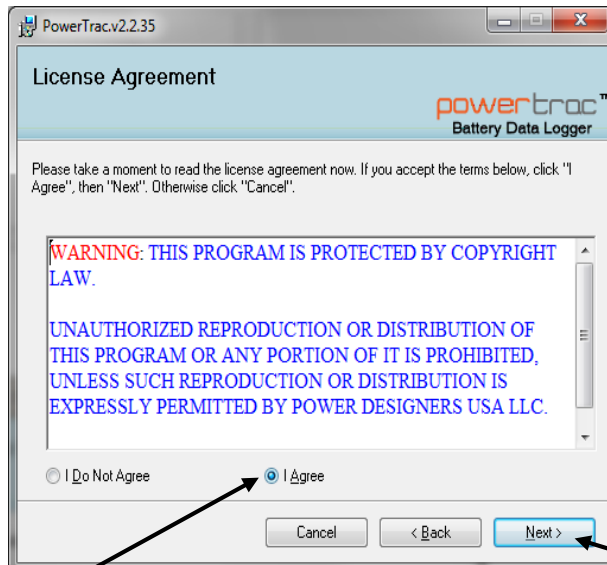 PowerTrac.v2.2.35
License Agreement
powertrac™
Battery Data Logger
Please take a moment to read the license agreement now. If you accept the terms below, click "I
Agree", then "Next". Otherwise click "Cancel".
WARNING: THIS PROGRAM IS PROTECTED BY COPYRIGHT
LAW.
UNAUTHORIZED REPRODUCTION OR DISTRIBUTION OF
THIS PROGRAM OR ANY PORTION OF IT IS PROHIBITED,
UNLESS SUCH REPRODUCTION OR DISTRIBUTION IS
EXPRESSLY PERMITTED BY POWER DESIGNERS USA LLC.
I Do Not Agree
I Agree
Cancel
< Back
Next >